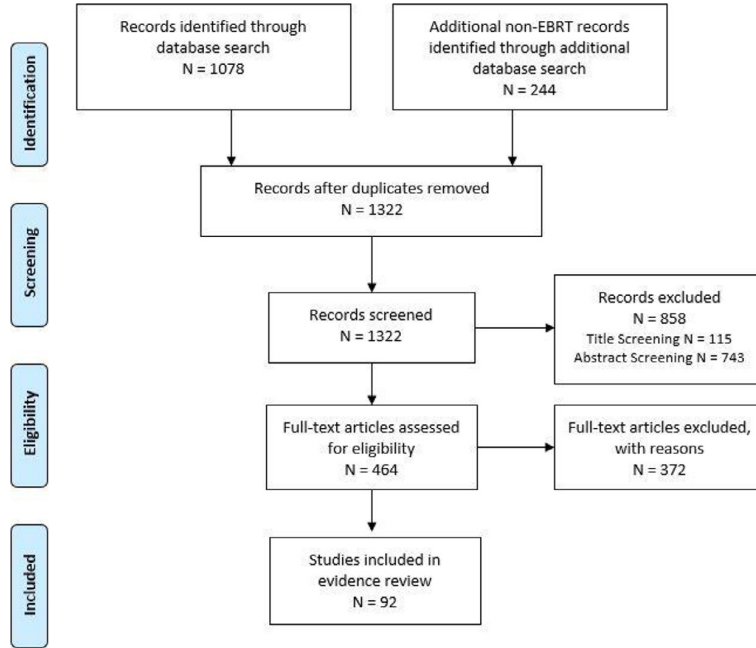 Identification
Records identified through
database search
N = 1078
Additional non-EBRT records
identified through additional
database search
N = 244
Records after duplicates removed
N = 1322
Screening
Records screened
N = 1322
Records excluded
N = 858
Title Screening N = 115
Abstract Screening N = 743
Eligibility
Full-text articles assessed
for eligibility
N = 464
Full-text articles excluded,
with reasons
N = 372
Included
Studies included in
evidence review
N = 92